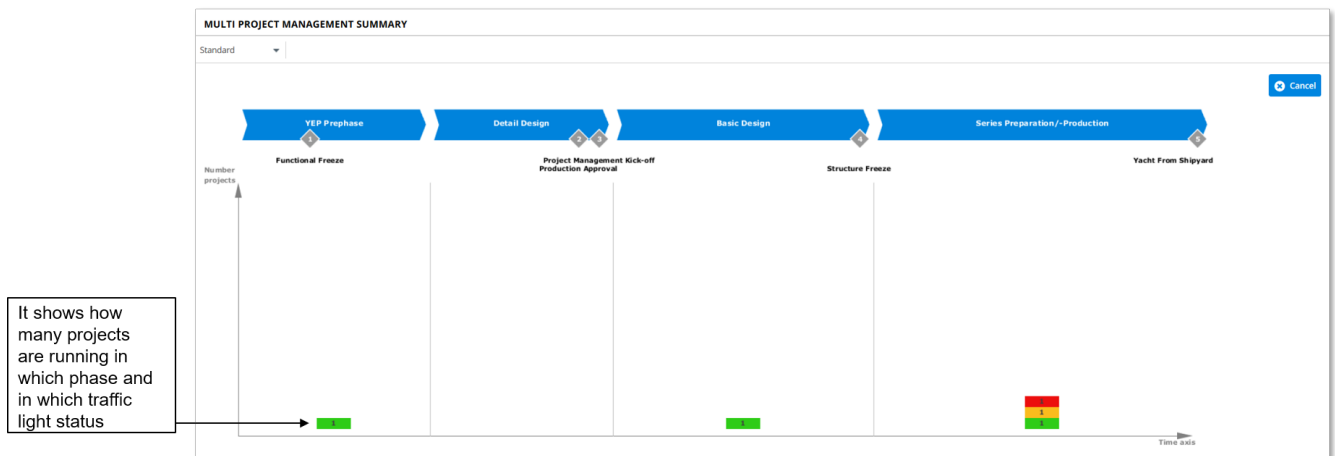 MULTI PROJECT MANAGEMENT SUMMARY
Standard
Cancel
YEP Prephase
Detail Design
Basic Design
Series Preparation/-Production
1
2
3
4
5
Functional Freeze
Project Management Kick-off
Production Approval
Structure Freeze
Yacht From Shipyard
Number
projects
It shows how
many projects
are running in
which phase and
in which traffic
light status
1
1
1
1
1
Time axis